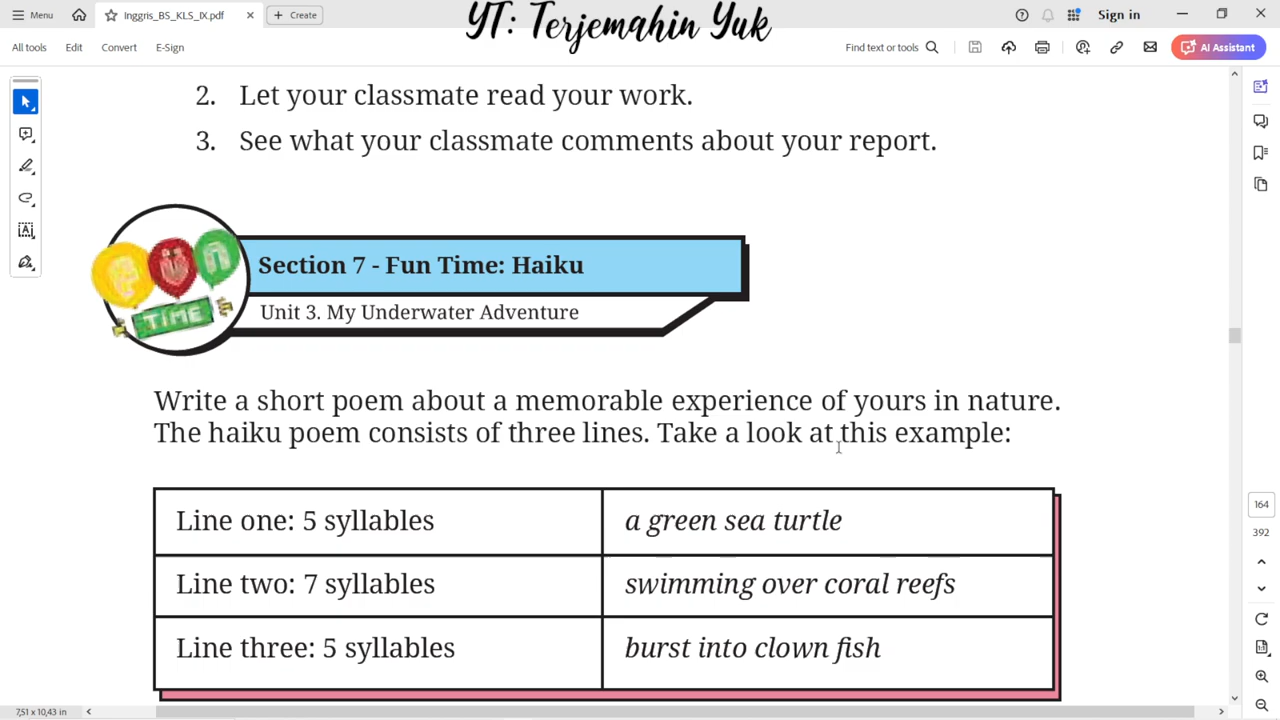 Menu
Inggris_BS_KLS_IX.pdf
Create
YT: Terjemahin Yuk
Sign in
All tools
Edit
Convert
E-Sign
Find text or tools
AI Assistant
2. Let your classmate read your work.
3. See what your classmate comments about your report.
FUN
TIME
Section 7 - Fun Time: Haiku
Unit 3. My Underwater Adventure
Write a short poem about a memorable experience of yours in nature.
The haiku poem consists of three lines. Take a look at this example:
Line one: 5 syllables
a green sea turtle
Line two: 7 syllables
swimming over coral reefs
Line three: 5 syllables
burst into clown fish
164
392
7,51 x 10,43 in